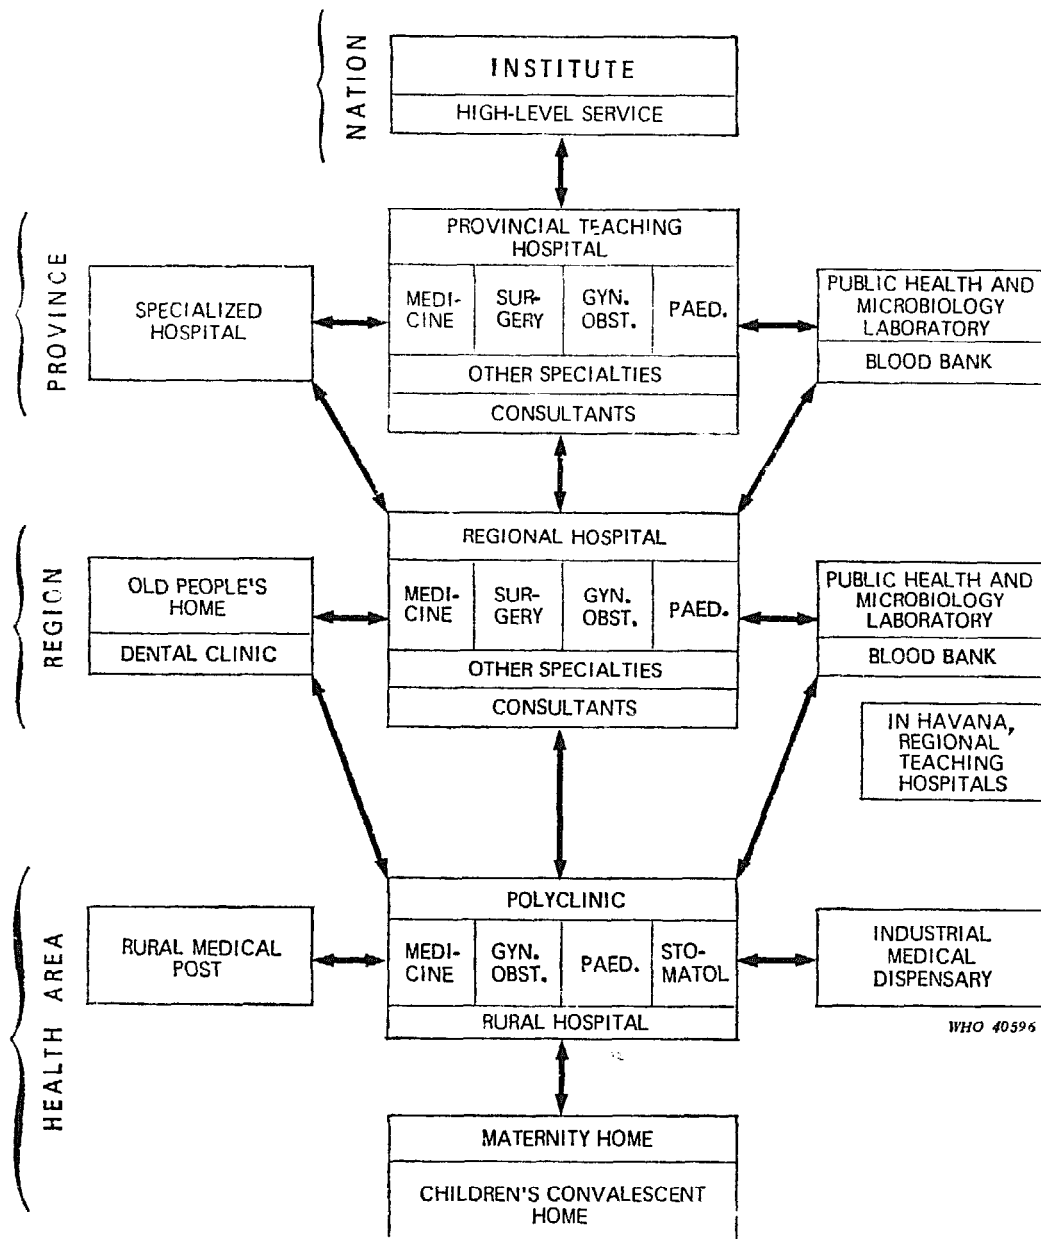 NATION
INSTITUTE
HIGH-LEVEL SERVICE
PROVINCE
SPECIALIZED
HOSPITAL
PROVINCIAL TEACHING
HOSPITAL
MEDI-
CINE
SUR-
GERY
GYN.
OBST.
PAED.
OTHER SPECIALTIES
CONSULTANTS
PUBLIC HEALTH AND
MICROBIOLOGY
LABORATORY
BLOOD BANK
REGION
OLD PEOPLE'S
HOME
DENTAL CLINIC
REGIONAL HOSPITAL
MEDI-
CINE
SUR-
GERY
GYN.
OBST.
PAED.
OTHER SPECIALTIES
CONSULTANTS
PUBLIC HEALTH AND
MICROBIOLOGY
LABORATORY
BLOOD BANK
IN HAVANA,
REGIONAL
TEACHING
HOSPITALS
HEALTH AREA
RURAL MEDICAL
POST
POLYCLINIC
MEDI-
CINE
GYN.
OBST.
PAED.
STO-
MATOL
RURAL HOSPITAL
INDUSTRIAL
MEDICAL
DISPENSARY
WHO 40596
MATERNITY HOME
CHILDREN'S CONVALESCENT
HOME